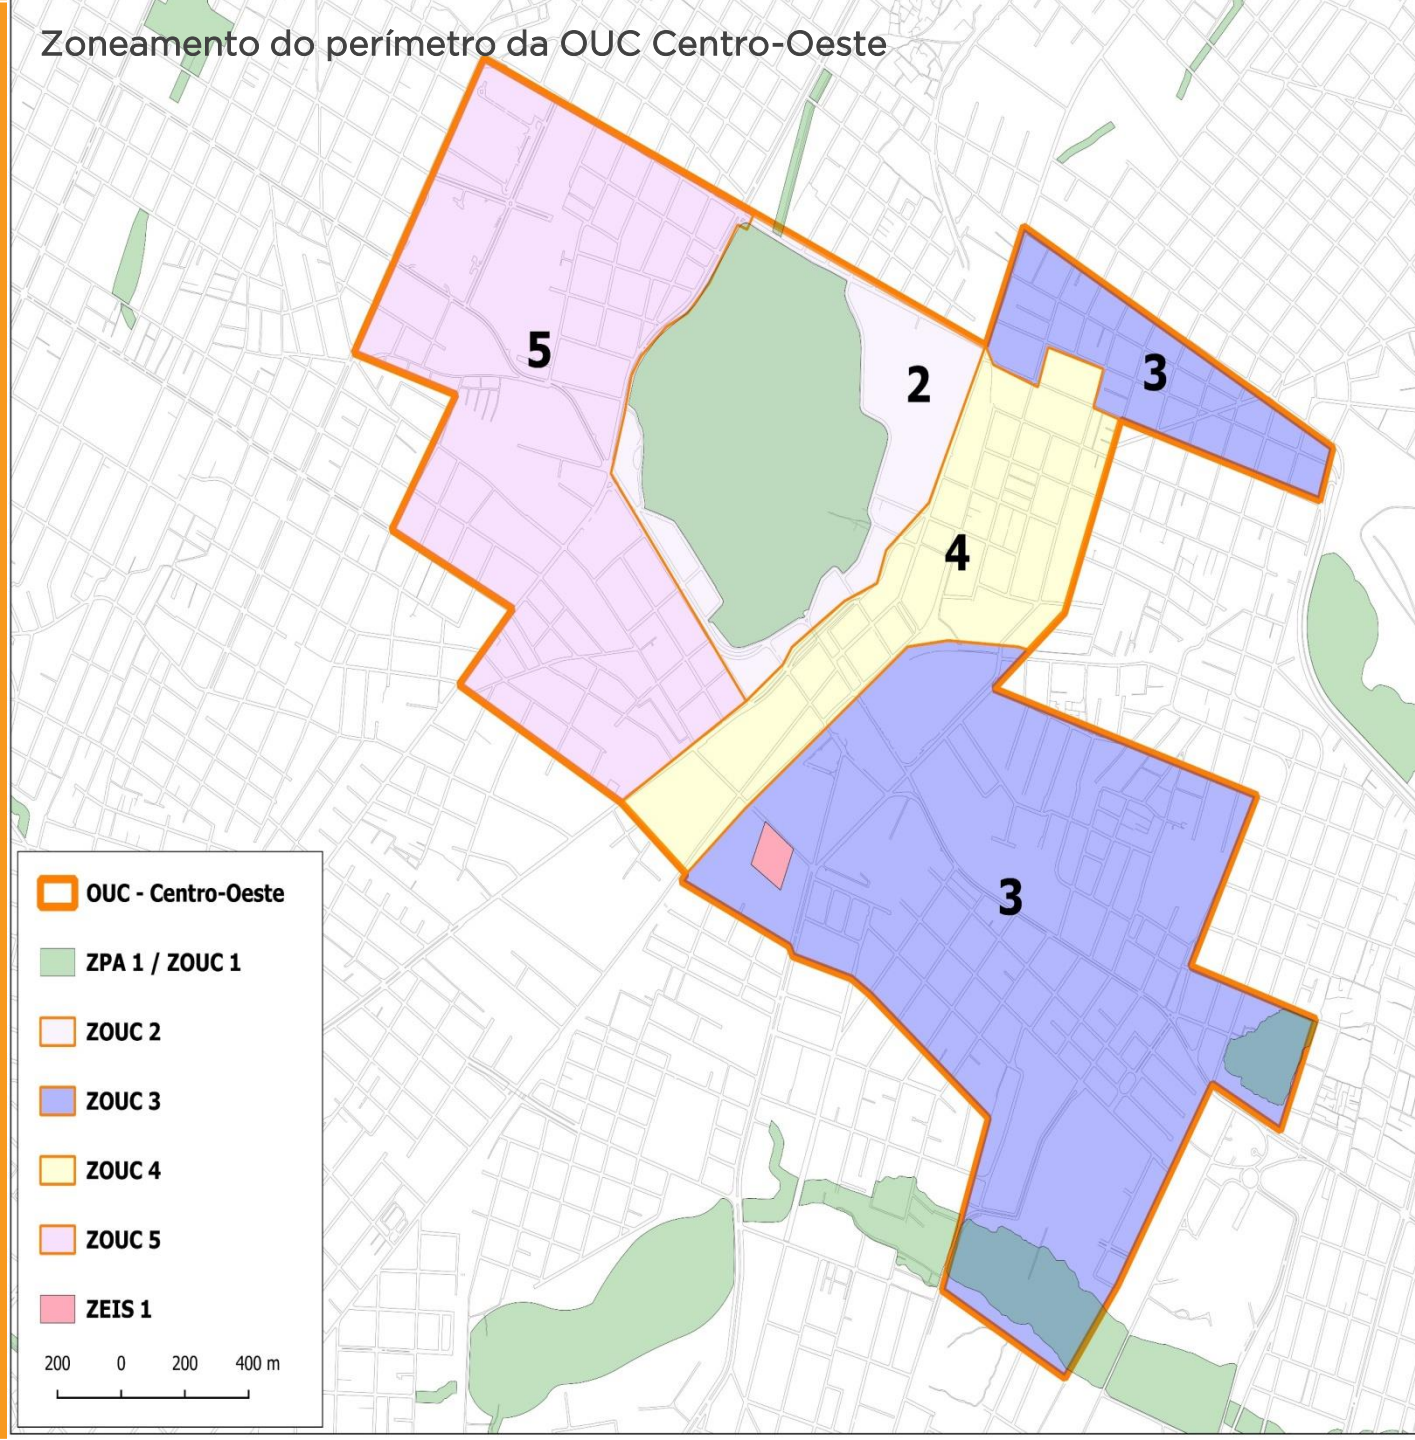 Zoneamento do perímetro da OUC Centro-Oeste
5
2
3
4
3
OUC - Centro-Oeste
ZPA 1 / ZOUC 1
ZOUC 2
ZOUC 3
ZOUC 4
ZOUC 5
ZEIS 1
200 0 200 400 m